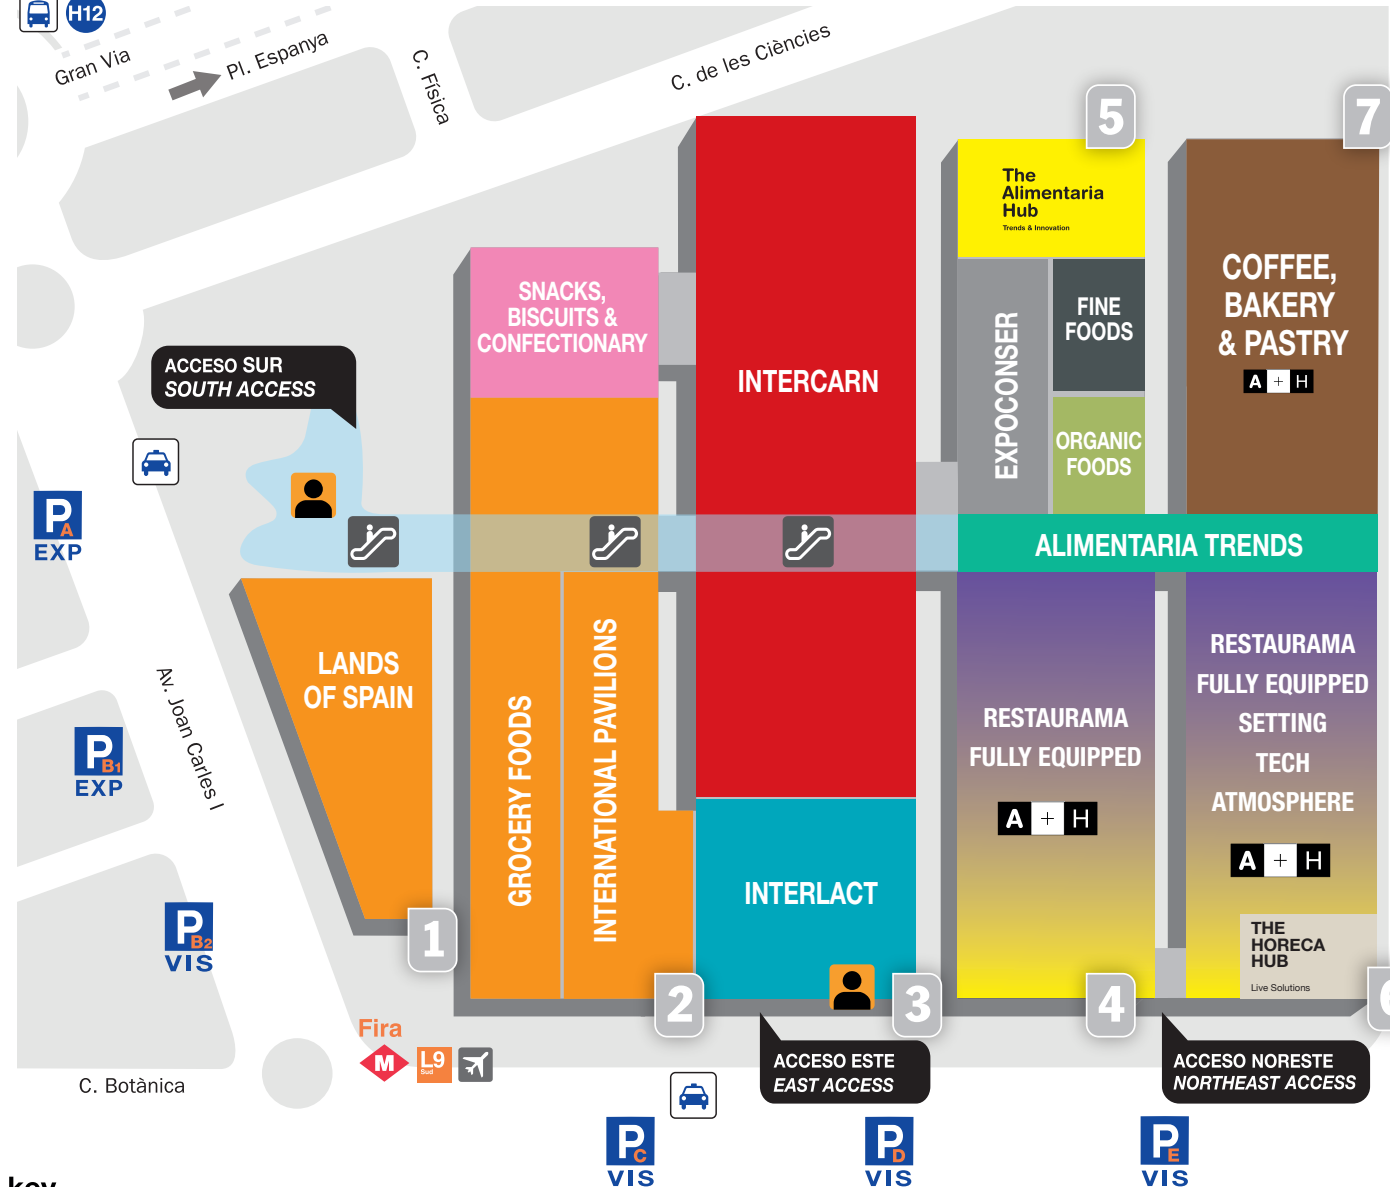 H12
Gran Via
Pl. Espanya
C. Física
C. de les Ciències
5
7
The
Alimentaria
Hub
Trends & Innovation
SNACKS,
BISCUITS &
CONFECTIONARY
INTERCARN
EXPOCONSER
FINE
FOODS
ORGANIC
FOODS
COFFEE,
BAKERY
& PASTRY
A + H
ACCESO SUR
SOUTH ACCESS
P A
EXP
ALIMENTARIA TRENDS
LANDS
OF SPAIN
GROCERY FOODS
INTERNATIONAL PAVILIONS
RESTAURAMA
FULLY EQUIPPED
A + H
RESTAURAMA
FULLY EQUIPPED
SETTING
TECH
ATMOSPHERE
A + H
Av. Joan Carles I
P B1
EXP
P B2
VIS
INTERLACT
THE
HORECA
HUB
Live Solutions
1
2
3
4
6
Fira
M
L9
Sud
C. Botànica
ACCESO ESTE
EAST ACCESS
ACCESO NORESTE
NORTHEAST ACCESS
P C
VIS
P D
VIS
P E
VIS
key